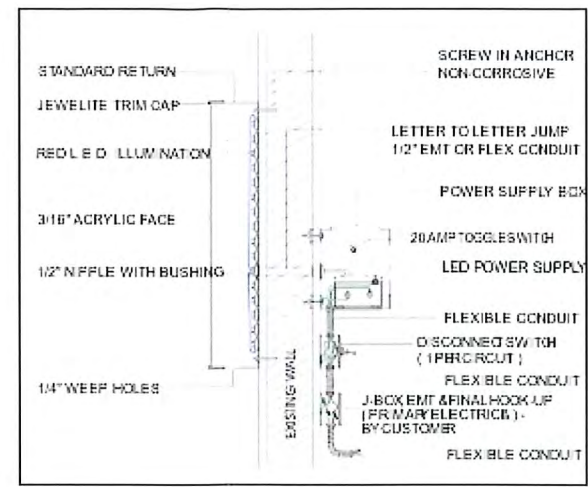 STANDARD RETURN
JEWELITE TRIM CAP
RED L E D ILLUMINATION
3/16" ACRYLIC FACE
1/2" NIPPLE WITH BUSHING
1/4" WEEP HOLES
EXISTING WALL
SCREW IN ANCHOR
NON-CORROSIVE
LETTER TO LETTER JUMP
1/2" EMT OR FLEX CONDUIT
POWER SUPPLY BOX
20 AMP TOGGLE SWITCH
LED POWER SUPPLY
FLEXIBLE CONDUIT
DISCONNECT SWITCH
( 1 PER CIRCUIT )
FLEXIBLE CONDUIT
J-BOX EMT & FINAL HOOK-UP
( PRIMARY ELECTRICAL ) -
BY CUSTOMER
FLEXIBLE CONDUIT